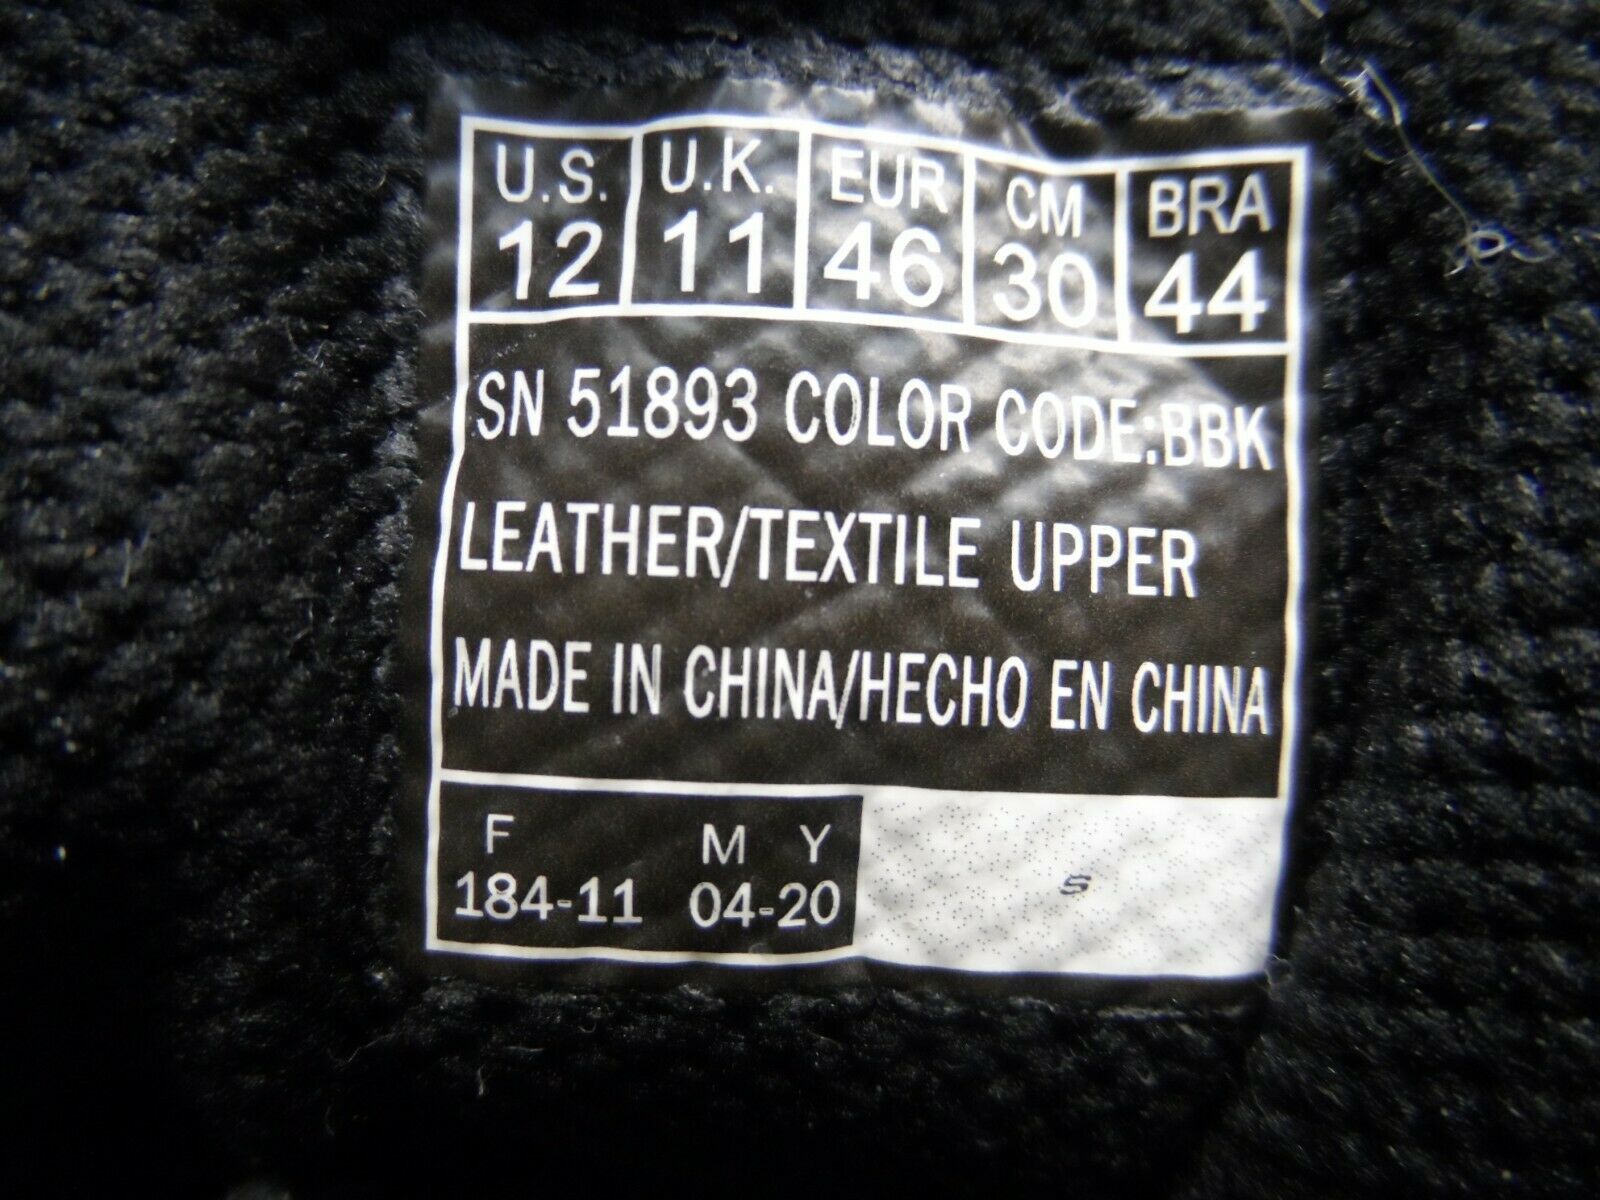 U.S. U.K. EUR CM BRA
12 11 46 30 44
SN 51893 COLOR CODE:BBK
LEATHER/TEXTILE UPPER
MADE IN CHINA/HECHO EN CHINA
F M Y
184-11 04-20
S